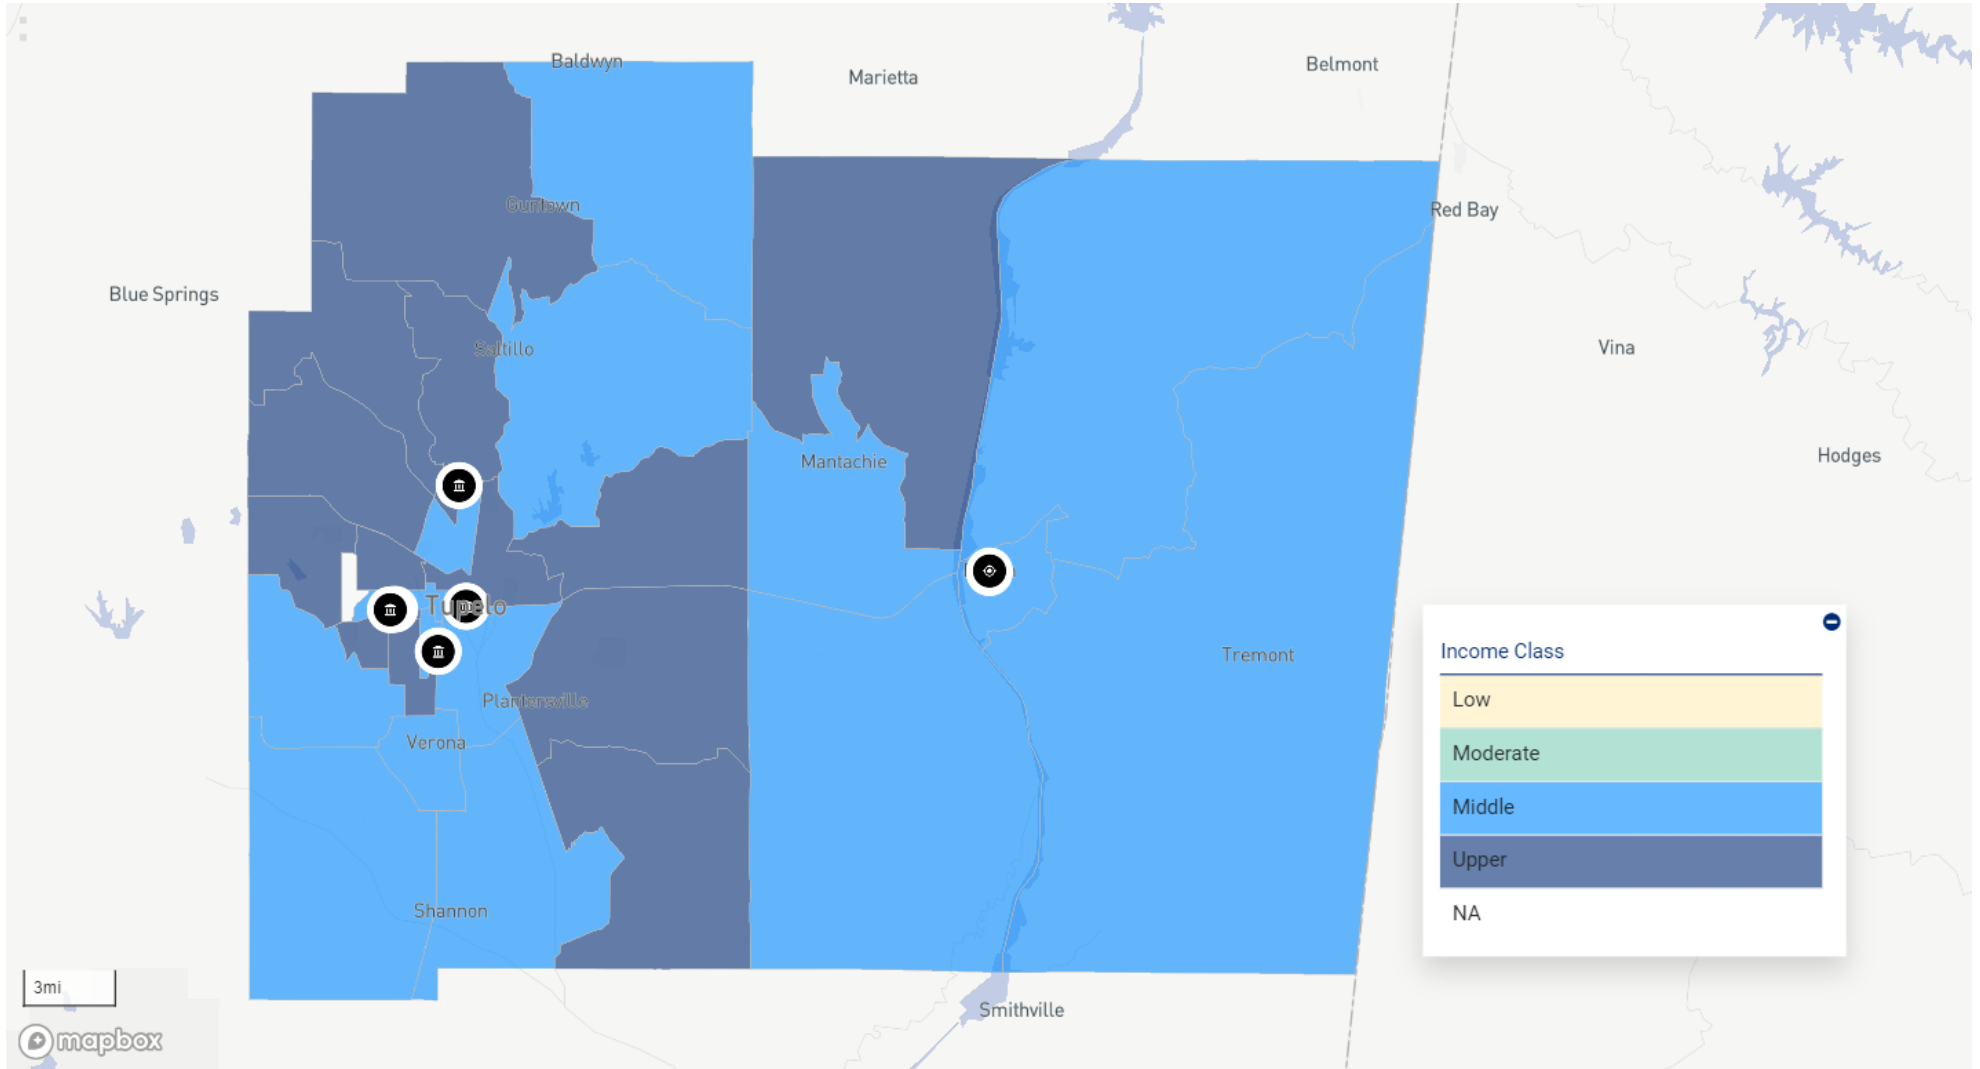 Baldwyn
Marietta
Belmont
Guntown
Red Bay
Blue Springs
Saltillo
Vina
Mantachie
Hodges
Tupelo
Tremont
Plantersville
Verona
Shannon
Smithville
Income Class
Low
Moderate
Middle
Upper
NA
3mi
mapbox